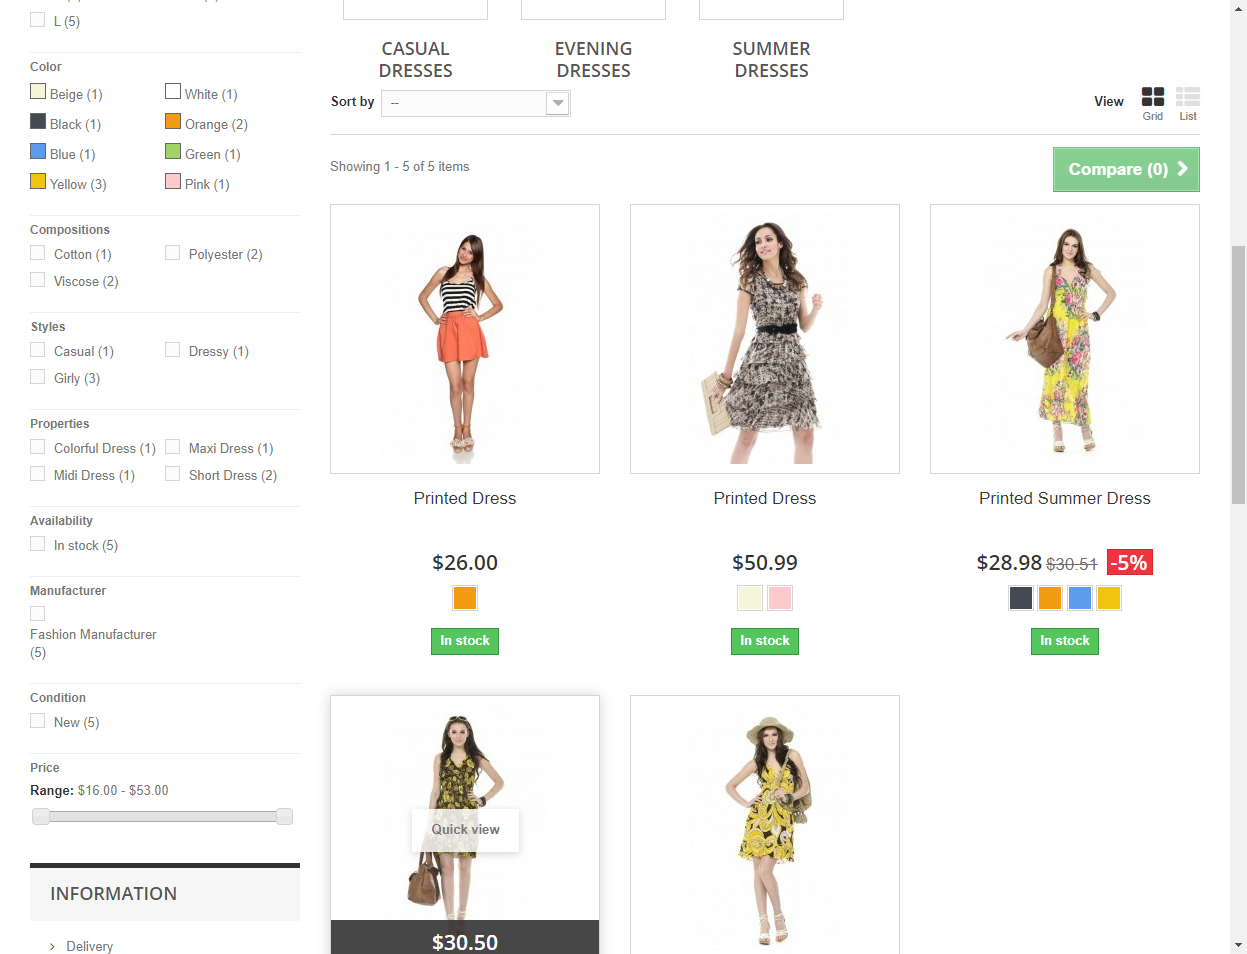 L (5)
Color
Beige (1)
White (1)
Black (1)
Orange (2)
Blue (1)
Green (1)
Yellow (3)
Pink (1)
Compositions
Cotton (1)
Polyester (2)
Viscose (2)
Styles
Casual (1)
Dressy (1)
Girly (3)
Properties
Colorful Dress (1)
Maxi Dress (1)
Midi Dress (1)
Short Dress (2)
Availability
In stock (5)
Manufacturer
Fashion Manufacturer
(5)
Condition
New (5)
Price
Range: $16.00 - $53.00
INFORMATION
> Delivery
CASUAL
DRESSES
EVENING
DRESSES
SUMMER
DRESSES
Sort by
--
View
Grid
List
Showing 1 - 5 of 5 items
Compare (0)
Printed Dress
$26.00
In stock
Printed Dress
$50.99
In stock
Printed Summer Dress
$28.98 $30.51 -5%
In stock
Quick view
$30.50